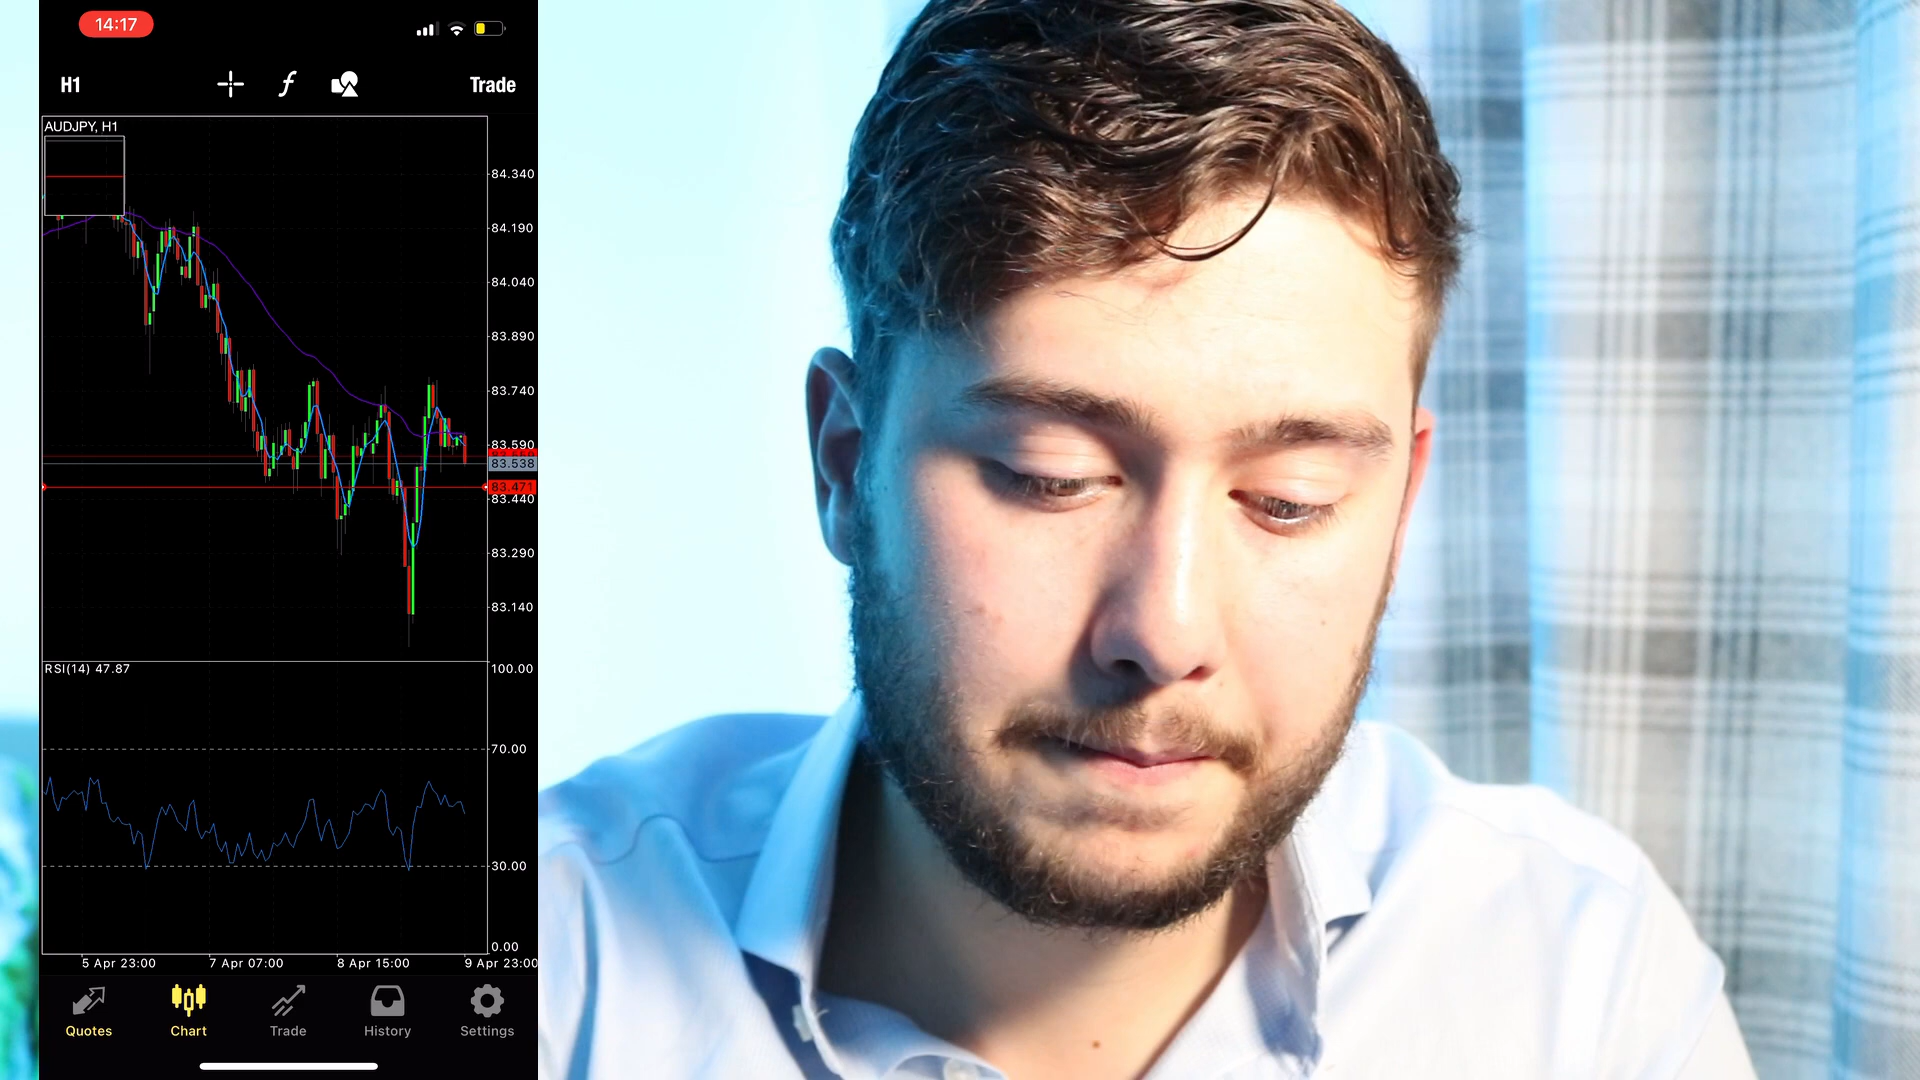 14:17
H1
Trade
AUDJPY, H1
84.340
84.190
84.040
83.890
83.740
83.590
83.538
83.471
83.440
83.290
83.140
RSI(14) 47.87
100.00
70.00
30.00
0.00
5 Apr 23:00
7 Apr 07:00
8 Apr 15:00
9 Apr 23:00
Quotes
Chart
Trade
History
Settings